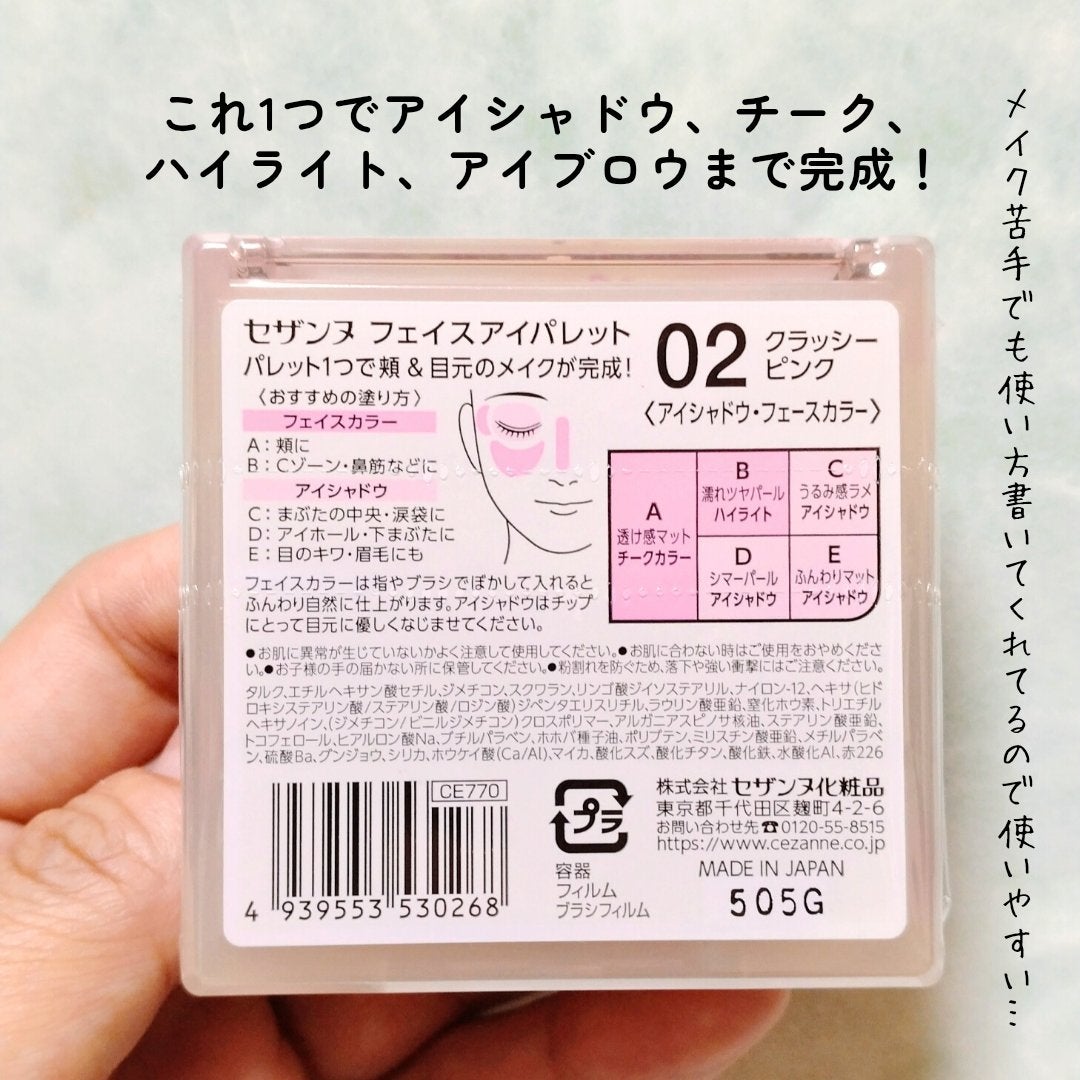 これ1つでアイシャドウ、チーク、
ハイライト、アイブロウまで完成！
メイク苦手でも使い方書いてくれてるので使いやすい…
セザンヌ フェイスアイパレット
パレット1つで頬＆目元のメイクが完成！
〈おすすめの塗り方〉
フェイスカラー
A：頬に
B：Cゾーン・鼻筋などに
アイシャドウ
C：まぶたの中央・涙袋に
D：アイホール・下まぶたに
E：目のキワ・眉毛にも
フェイスカラーは指やブラシでぼかして入れると
ふんわり自然に仕上がります。アイシャドウはチップ
にとって目元に優しくなじませてください。
02 クラッシー
ピンク
〈アイシャドウ・フェースカラー〉
A
透け感マット
チークカラー
B
濡れツヤパール
ハイライト
C
うるみ感ラメ
アイシャドウ
D
シマーパール
アイシャドウ
E
ふんわりマット
アイシャドウ
●お肌に異常が生じていないかよく注意して使用してください。●お肌に合わない時はご使用をおやめくださ
い。●お子様の手の届かない所に保管してください。●粉割れを防ぐため、落下や強い衝撃にはご注意ください。
タルク、エチルヘキサン酸セチル、ジメチコン、スクワラン、リンゴ酸ジイソステアリル、ナイロン-12、ヘキサ(ヒド
ロキシステアリン酸/ステアリン酸/ロジン酸)ジペンタエリスリチル、ラウリン酸亜鉛、窒化ホウ素、トリエチル
ヘキサノイン、(ジメチコン/ビニルジメチコン)クロスポリマー、アルガニアスピノサ核油、ステアリン酸亜鉛、
トコフェロール、ヒアルロン酸Na、ブチルパラベン、ホホバ種子油、ポリブテン、ミリスチン酸亜鉛、メチルパラベ
ン、硫酸Ba、グンジョウ、シリカ、ホウケイ酸(Ca/Al)、マイカ、酸化スズ、酸化チタン、酸化鉄、水酸化Al、赤226
CE770
4 939553 530268
プラ
容器
フィルム
ブラシフィルム
株式会社 セザンヌ化粧品
東京都千代田区麹町4-2-6
お問い合わせ先☎0120-55-8515
https://www.cezanne.co.jp
MADE IN JAPAN
505G